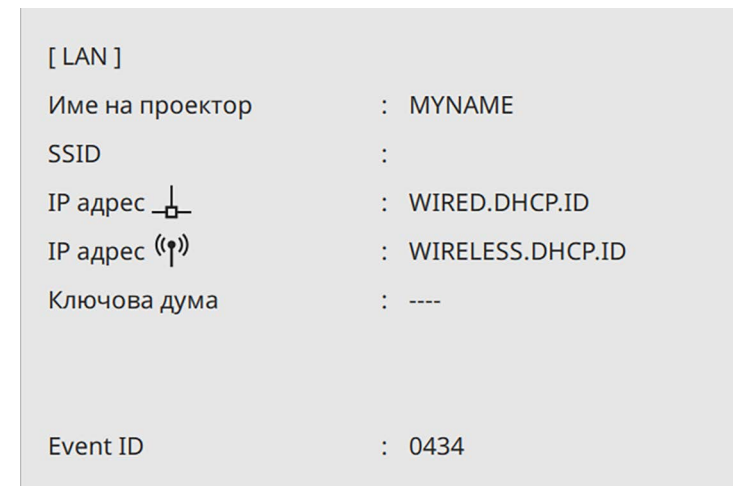 [ LAN ]
Име на проектор : MYNAME
SSID :
IP адрес : WIRED.DHCP.ID
IP адрес : WIRELESS.DHCP.ID
Ключова дума : ----
Event ID : 0434